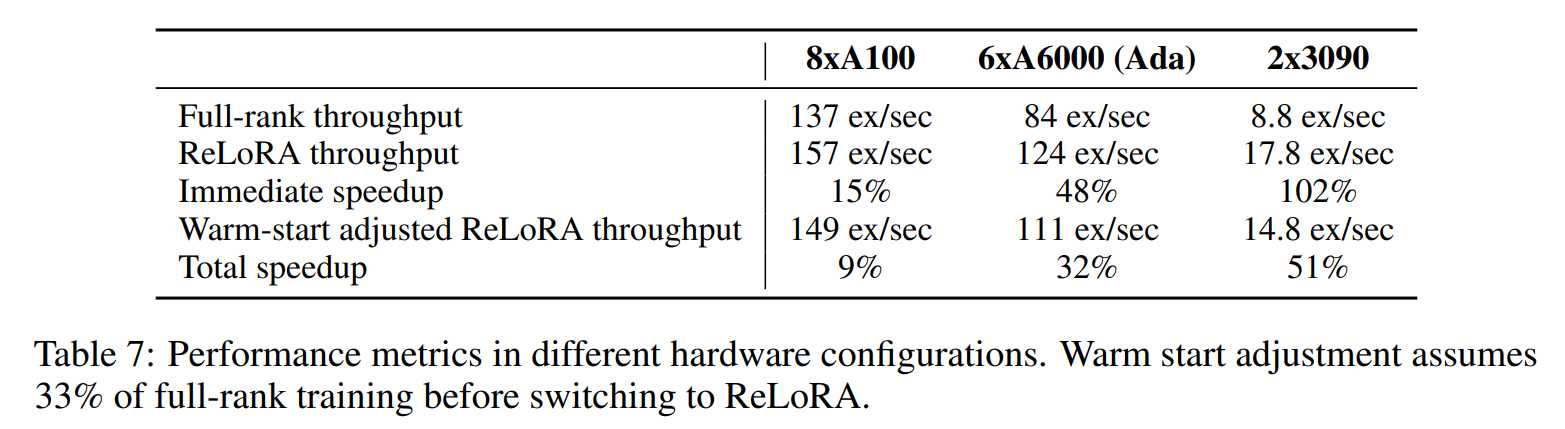 8xA100 6xA6000 (Ada) 2x3090
Full-rank throughput 137 ex/sec 84 ex/sec 8.8 ex/sec
ReLoRA throughput 157 ex/sec 124 ex/sec 17.8 ex/sec
Immediate speedup 15% 48% 102%
Warm-start adjusted ReLoRA throughput 149 ex/sec 111 ex/sec 14.8 ex/sec
Total speedup 9% 32% 51%
Table 7: Performance metrics in different hardware configurations. Warm start adjustment assumes
33% of full-rank training before switching to ReLoRA.